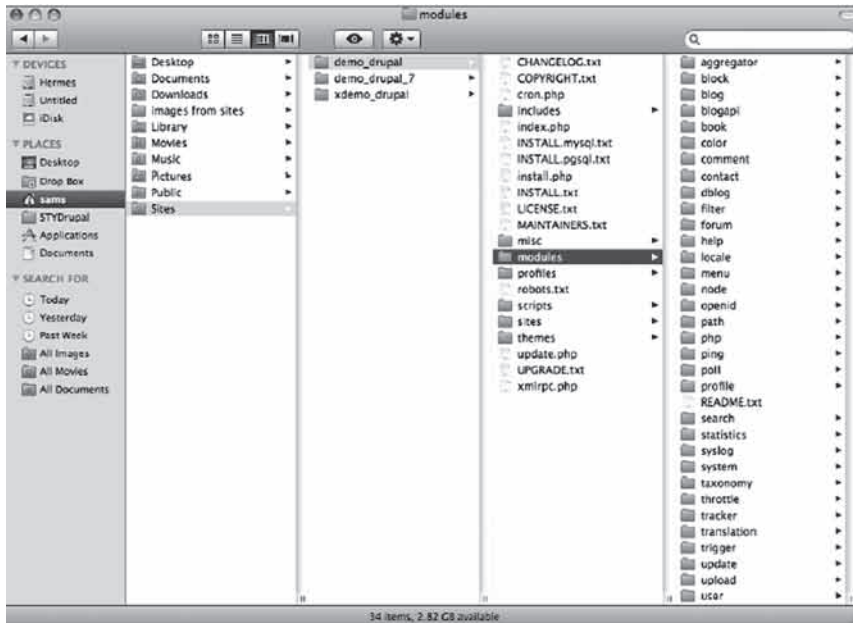 modules
DEVICES
Hermes
Untitled
iDisk
PLACES
Desktop
Drop Box
sams
STYDrupal
Applications
Documents
SEARCH FOR
Today
Yesterday
Past Week
All Images
All Movies
All Documents
Desktop
Documents
Downloads
Images from sites
Library
Movies
Music
Pictures
Public
Sites
demo_drupal
demo_drupal_7
xdemo_drupal
CHANGELOG.txt
COPYRIGHT.txt
cron.php
includes
index.php
INSTALL.mysql.txt
INSTALL.pgsql.txt
install.php
INSTALL.txt
LICENSE.txt
MAINTAINERS.txt
misc
modules
profiles
robots.txt
scripts
sites
themes
update.php
UPGRADE.txt
xmlrpc.php
aggregator
block
blog
blogapi
book
color
comment
contact
dblog
filter
forum
help
locale
menu
node
openid
path
php
ping
poll
profile
README.txt
search
statistics
syslog
system
taxonomy
throttle
tracker
translation
trigger
update
upload
user
34 items, 2.82 GB available